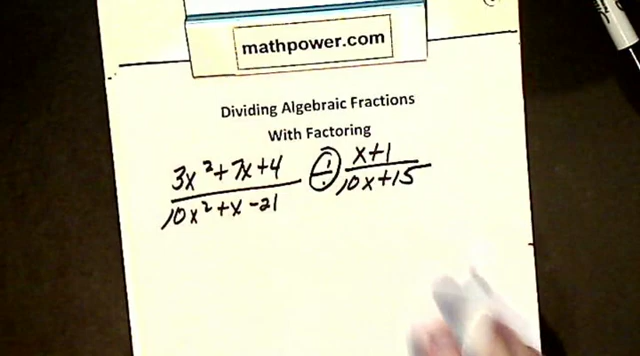 mathpower.com
Dividing Algebraic Fractions
With Factoring
3x²+7x+4 ÷ x+1
10x²+x-21 10x+15